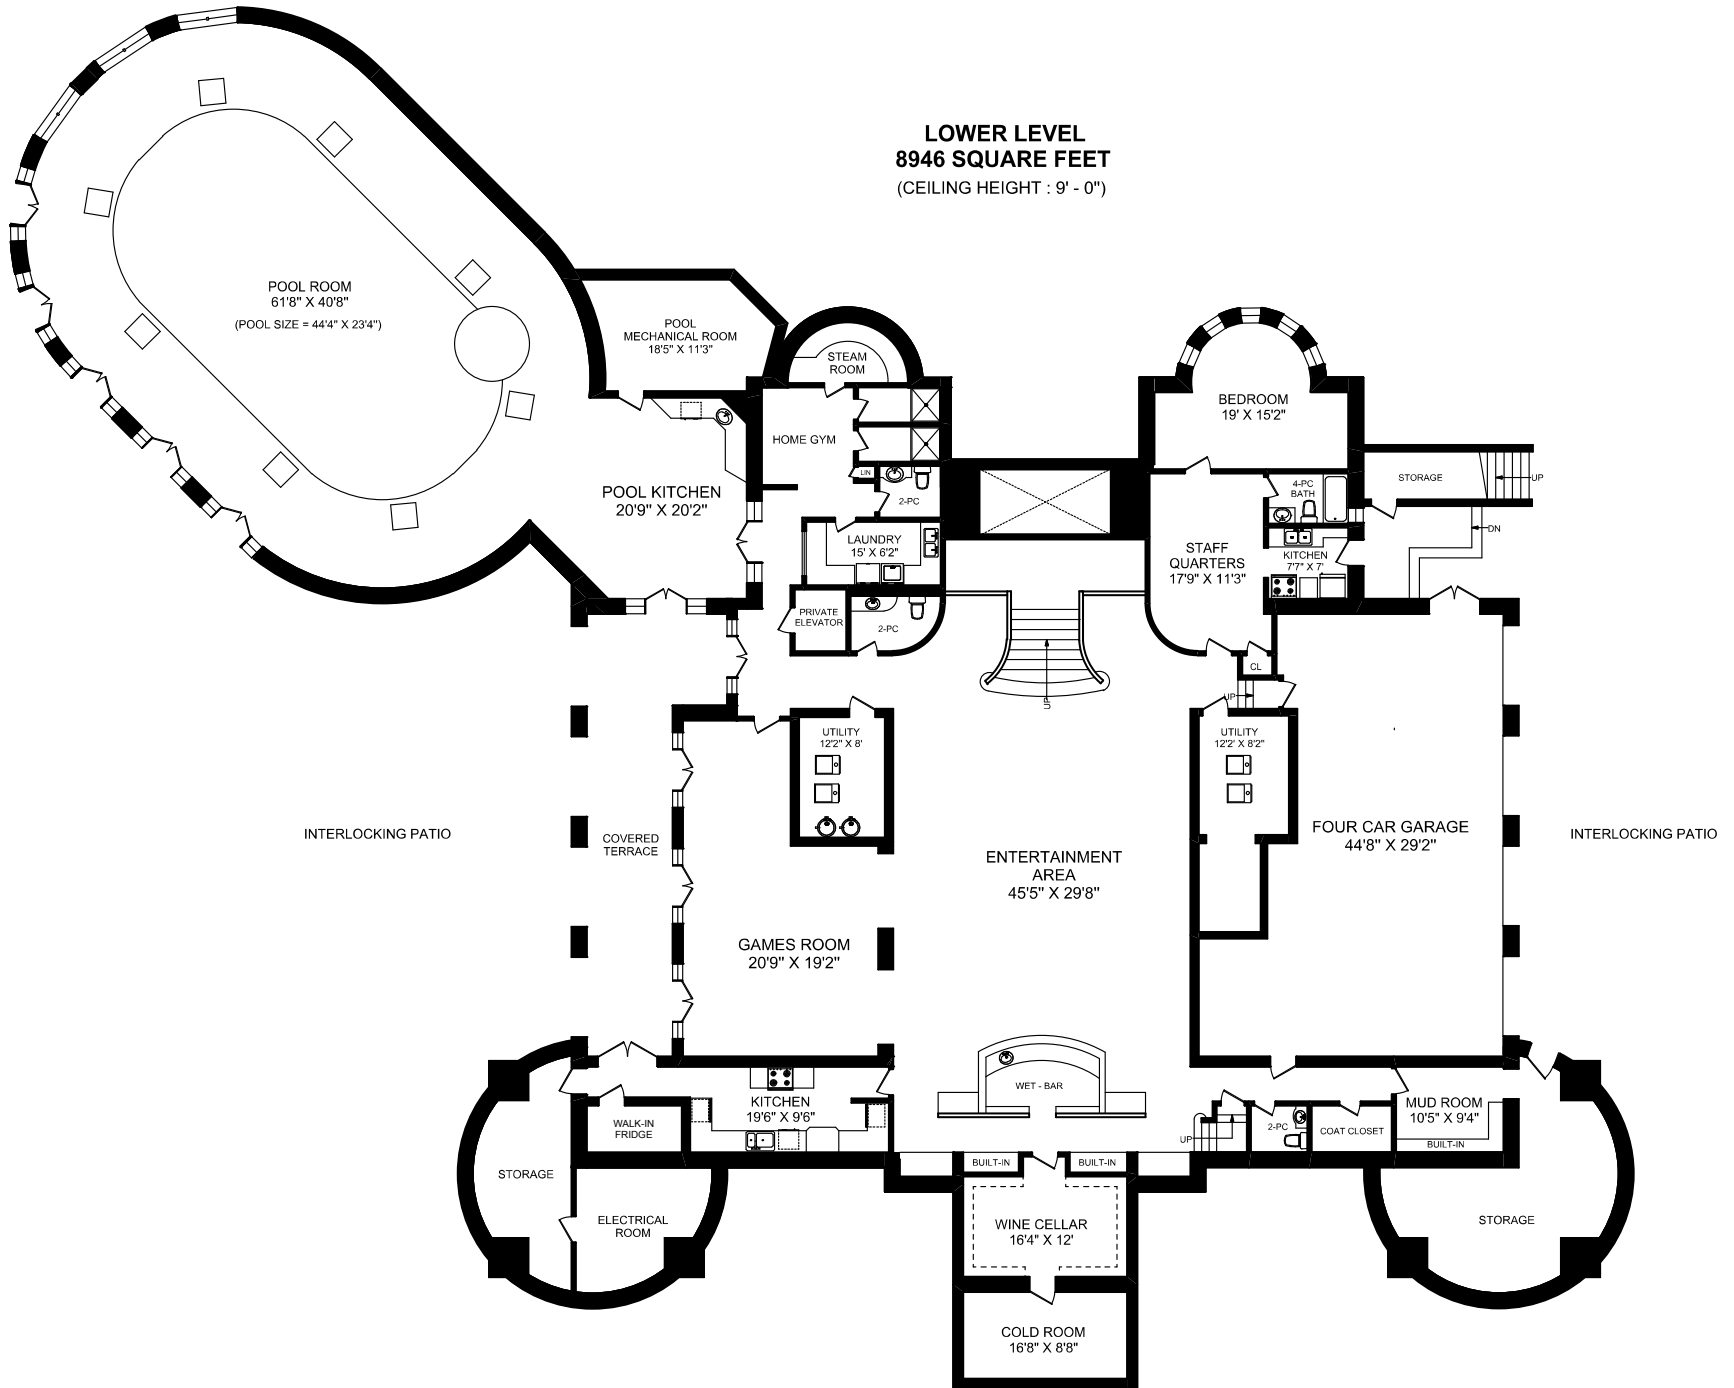 LOWER LEVEL
8946 SQUARE FEET
(CEILING HEIGHT : 9' - 0")
POOL ROOM
61'8" X 40'8"
(POOL SIZE = 44'4" X 23'4")
POOL
MECHANICAL ROOM
18'5" X 11'3"
STEAM
ROOM
HOME GYM
LIN
2-PC
POOL KITCHEN
20'9" X 20'2"
LAUNDRY
15' X 6'2"
PRIVATE
ELEVATOR
2-PC
BEDROOM
19' X 15'2"
4-PC
BATH
STORAGE
UP
DN
STAFF
QUARTERS
17'9" X 11'3"
KITCHEN
7'7" X 7'
CL
UP
UP
UTILITY
12'2" X 8'
UTILITY
12'2' X 8'2"
INTERLOCKING PATIO
COVERED
TERRACE
ENTERTAINMENT
AREA
45'5" X 29'8"
FOUR CAR GARAGE
44'8" X 29'2"
INTERLOCKING PATIO
GAMES ROOM
20'9" X 19'2"
WET - BAR
KITCHEN
19'6" X 9'6"
WALK-IN
FRIDGE
UP
2-PC
COAT CLOSET
MUD ROOM
10'5" X 9'4"
BUILT-IN
BUILT-IN
BUILT-IN
STORAGE
ELECTRICAL
ROOM
WINE CELLAR
16'4" X 12'
STORAGE
COLD ROOM
16'8" X 8'8"